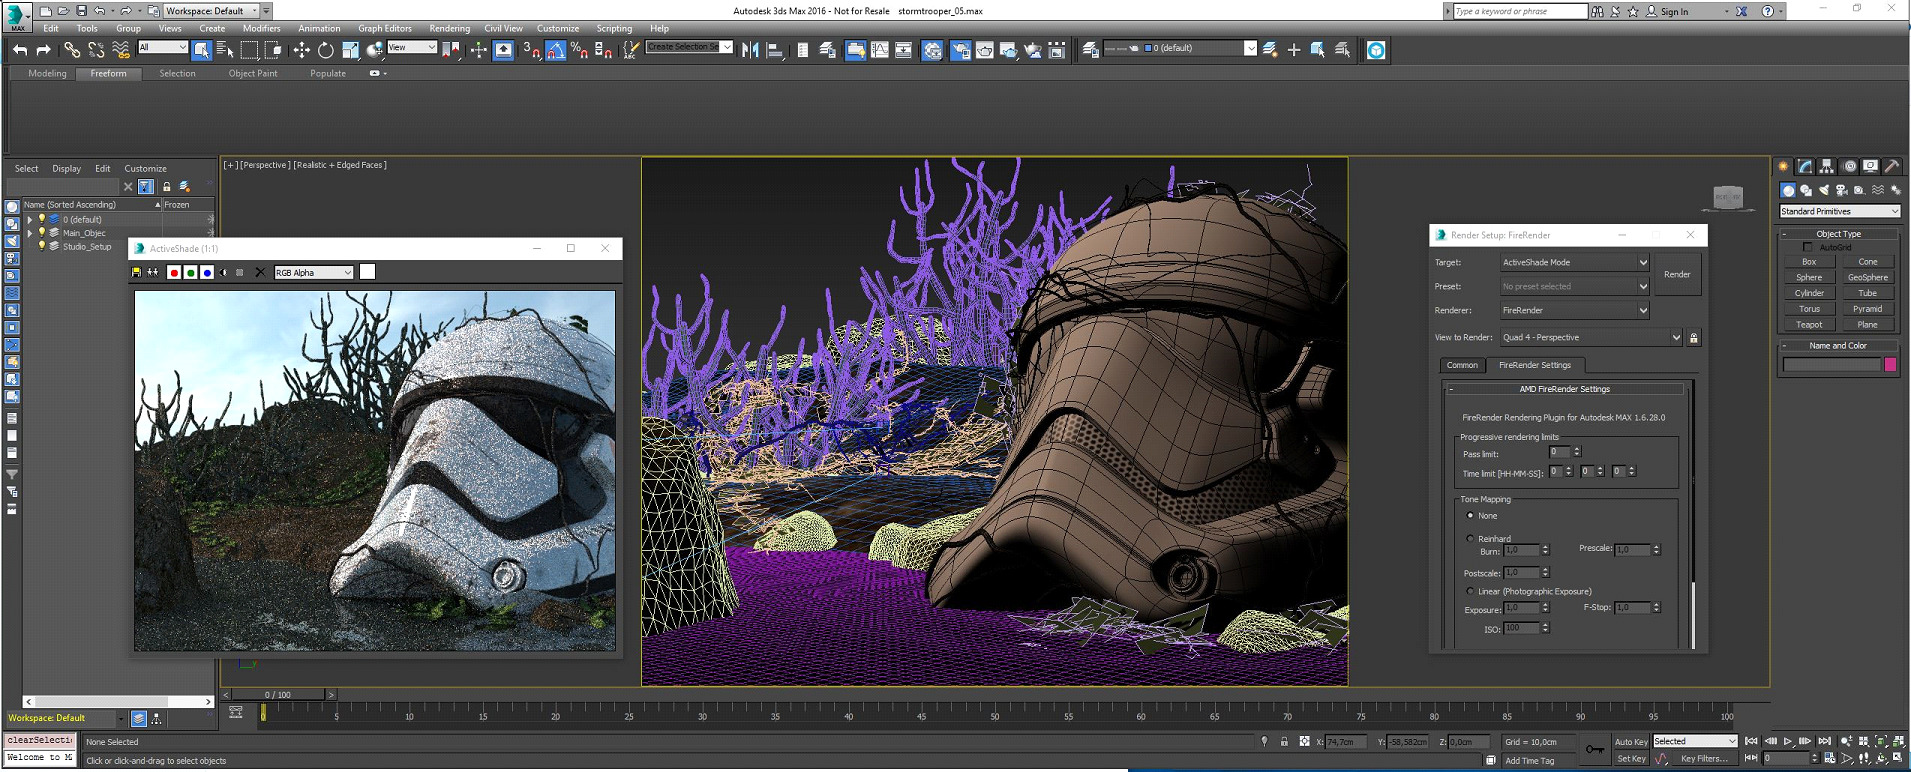 Workspace: Default
Autodesk 3ds Max 2016 - Not for Resale stormtrooper_05.max
Type a keyword or phrase
Sign In
MAX
Edit Tools Group Views Create Modifiers Animation Graph Editors Rendering Civil View Customize Scripting Help
All
View
3
%
ABC
Create Selection Se
0 (default)
Modeling Freeform Selection Object Paint Populate
[+] [Perspective] [Realistic + Edged Faces]
Select Display Edit Customize
Name (Sorted Ascending) Frozen
0 (default)
Main_Objec
Studio_Setup
ActiveShade (1:1)
RGB Alpha
Render Setup: FireRender
Target: ActiveShade Mode
Render
Preset: No preset selected
Renderer: FireRender
View to Render: Quad 4 - Perspective
Common FireRender Settings
- AMD FireRender Settings
FireRender Rendering Plugin for Autodesk MAX 1.6.28.0
Progressive rendering limits
Pass limit: 0
Time limit [HH-MM-SS]: 0 0 0
Tone Mapping
None
Reinhard
Burn: 1,0 Prescale: 1,0
Postscale: 1,0
Linear (Photographic Exposure)
Exposure: 1,0 F-Stop: 1,0
ISO: 100
Standard Primitives
- Object Type
AutoGrid
Box Cone
Sphere GeoSphere
Cylinder Tube
Torus Pyramid
Teapot Plane
- Name and Color
y
< 0 / 100 >
Workspace: Default
0 5 10 15 20 25 30 35 40 45 50 55 60 65 70 75 80 85 90 95 100
clearSelecti
Welcome to M
None Selected
Click or click-and-drag to select objects
X: 74,7cm Y: -58,582cm Z: 0,0cm
Grid = 10,0cm
Add Time Tag
Auto Key Selected
Set Key Key Filters...
0